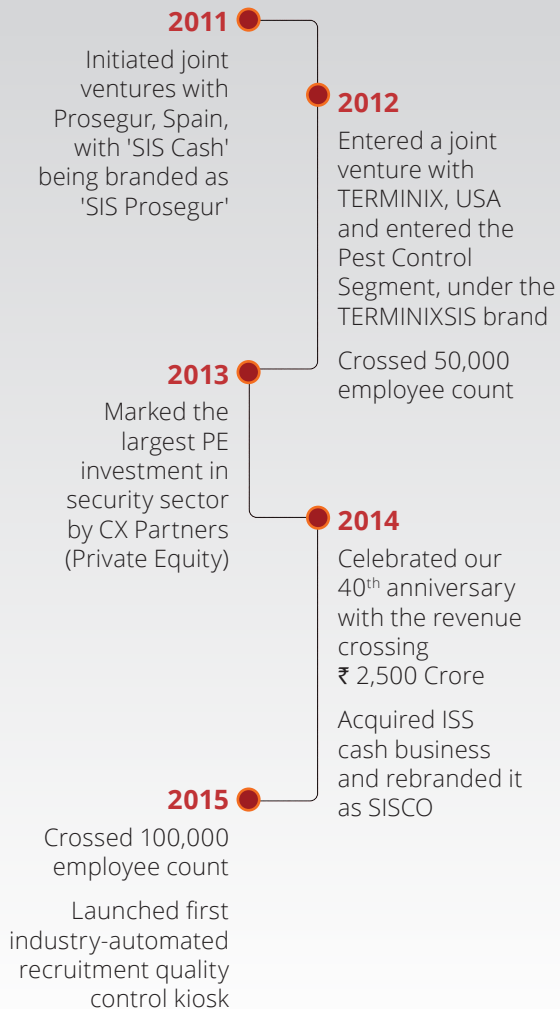 2011
Initiated joint
ventures with
Prosegur, Spain,
with 'SIS Cash'
being branded as
'SIS Prosegur'
2012
Entered a joint
venture with
TERMINIX, USA
and entered the
Pest Control
Segment, under the
TERMINIXSIS brand
Crossed 50,000
employee count
2013
Marked the
largest PE
investment in
security sector
by CX Partners
(Private Equity)
2014
Celebrated our
40th anniversary
with the revenue
crossing
₹ 2,500 Crore
Acquired ISS
cash business
and rebranded it
as SISCO
2015
Crossed 100,000
employee count
Launched first
industry-automated
recruitment quality
control kiosk